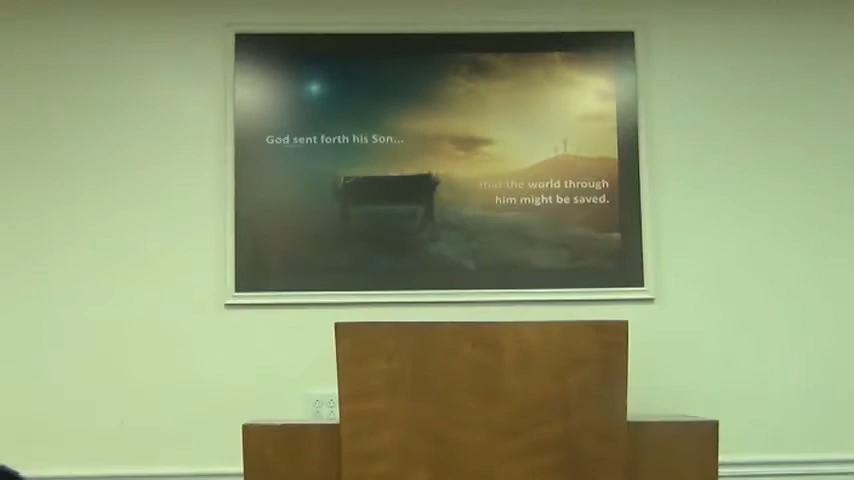 God sent forth his Son...
that the world through
him might be saved.